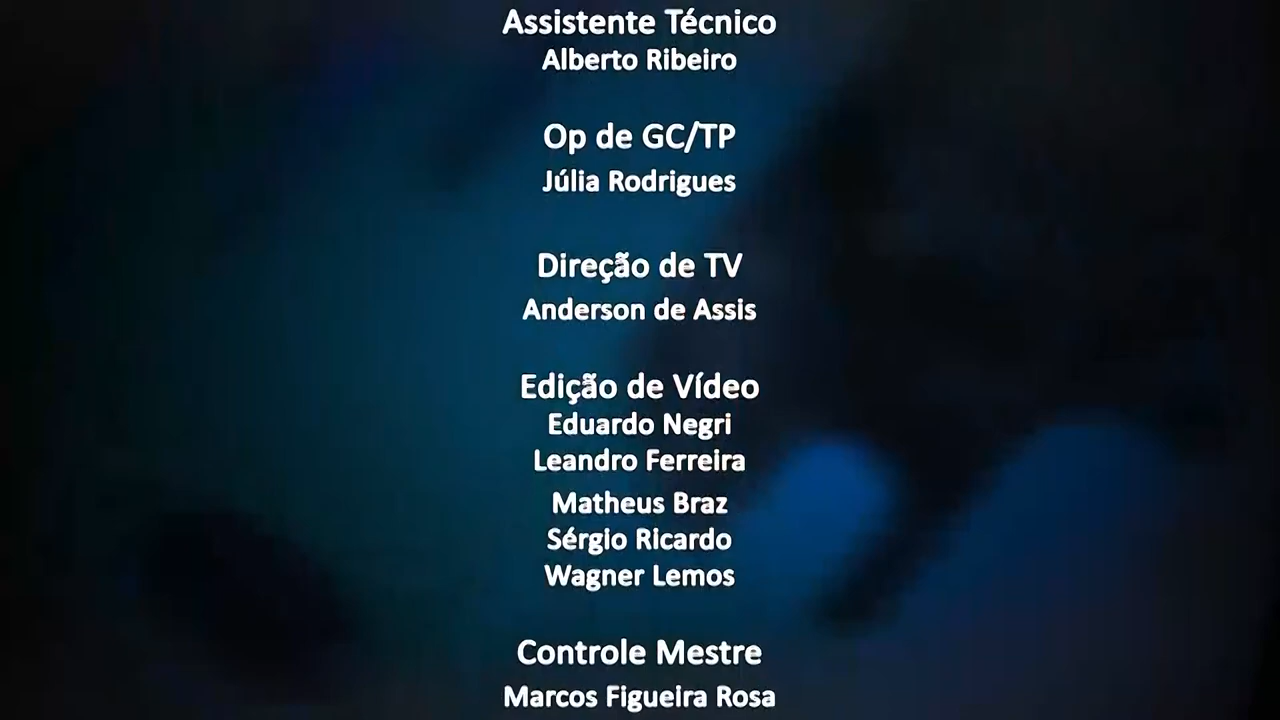 Assistente Técnico
Alberto Ribeiro
Op de GC/TP
Júlia Rodrigues
Direção de TV
Anderson de Assis
Edição de Vídeo
Eduardo Negri
Leandro Ferreira
Matheus Braz
Sérgio Ricardo
Wagner Lemos
Controle Mestre
Marcos Figueira Rosa